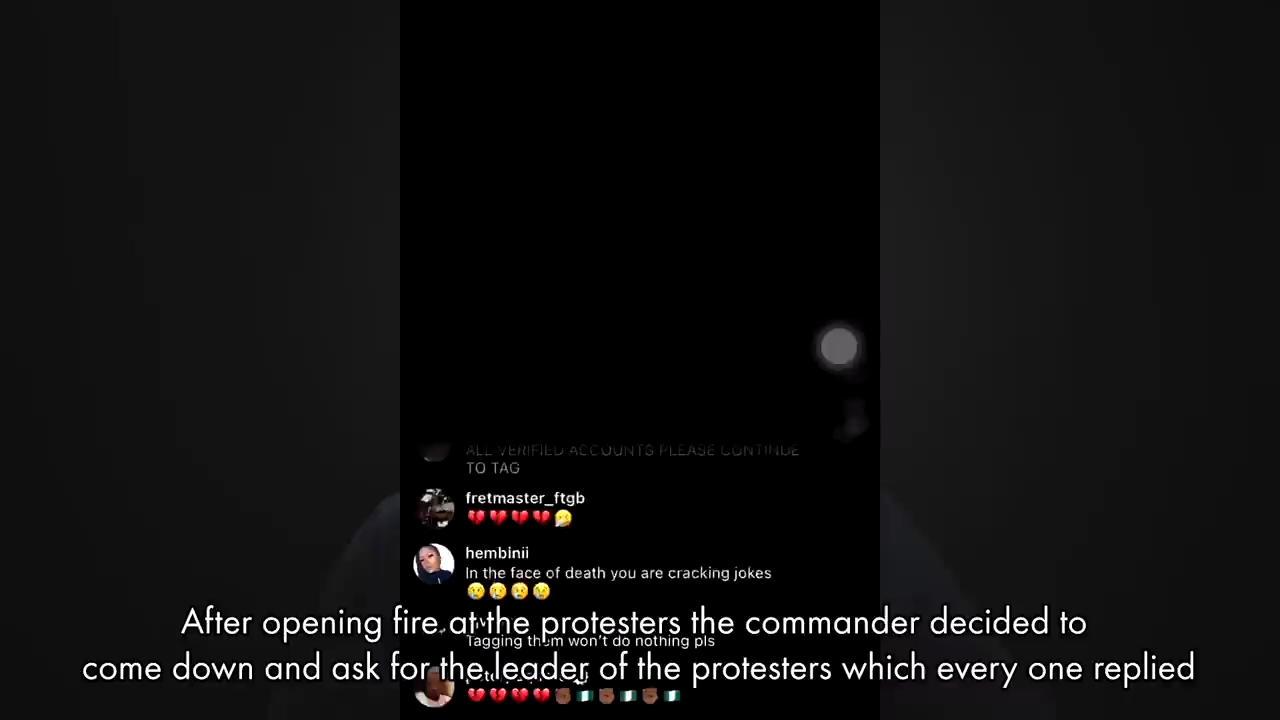 ALL VERIFIED ACCOUNTS PLEASE CONTINUE
TO TAG
fretmaster_ftgb
💔💔💔💔🤧
hembinii
In the face of death you are cracking jokes
😢😢😢😢
Tagging them won't do nothing pls
💔💔💔💔✊🏾🇳🇬✊🏾🇳🇬✊🏾🇳🇬
After opening fire at the protesters the commander decided to
come down and ask for the leader of the protesters which every one replied